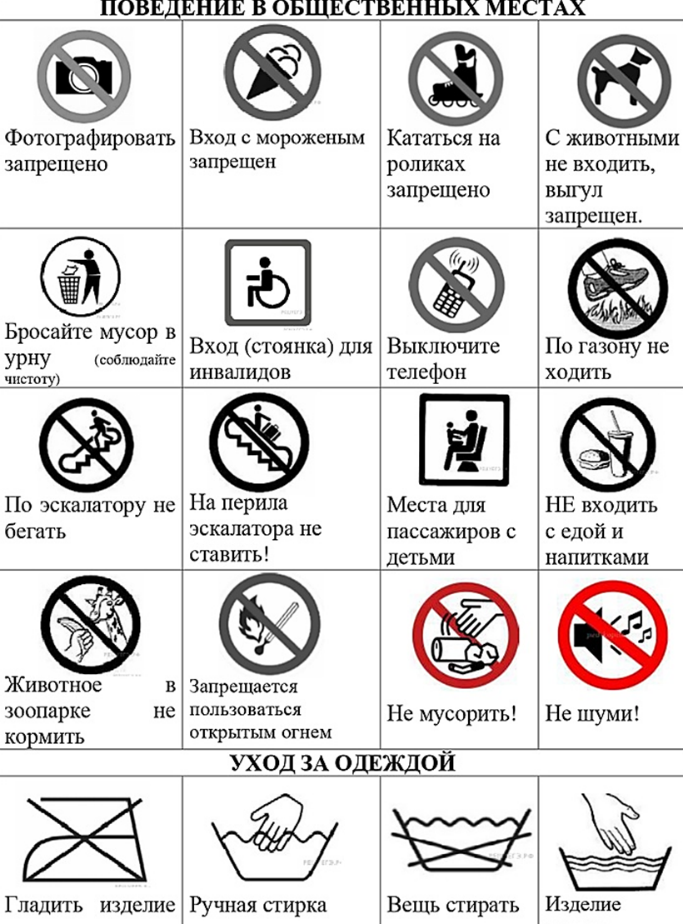 ПОВЕДЕНИЕ В ОБЩЕСТВЕННЫХ МЕСТАХ
Фотографировать
запрещено
Вход с мороженым
запрещен
Кататься на
роликах
запрещено
С животными
не входить,
выгул
запрещен.
Бросайте мусор в
урну (соблюдайте
чистоту)
Вход (стоянка) для
инвалидов
Выключите
телефон
По газону не
ходить
По эскалатору не
бегать
На перила
эскалатора не
ставить!
Места для
пассажиров с
детьми
НЕ входить
с едой и
напитками
Животное в
зоопарке не
кормить
Запрещается
пользоваться
открытым огнем
Не мусорить!
Не шуми!
УХОД ЗА ОДЕЖДОЙ
Гладить изделие
Ручная стирка
Вещь стирать
Изделие